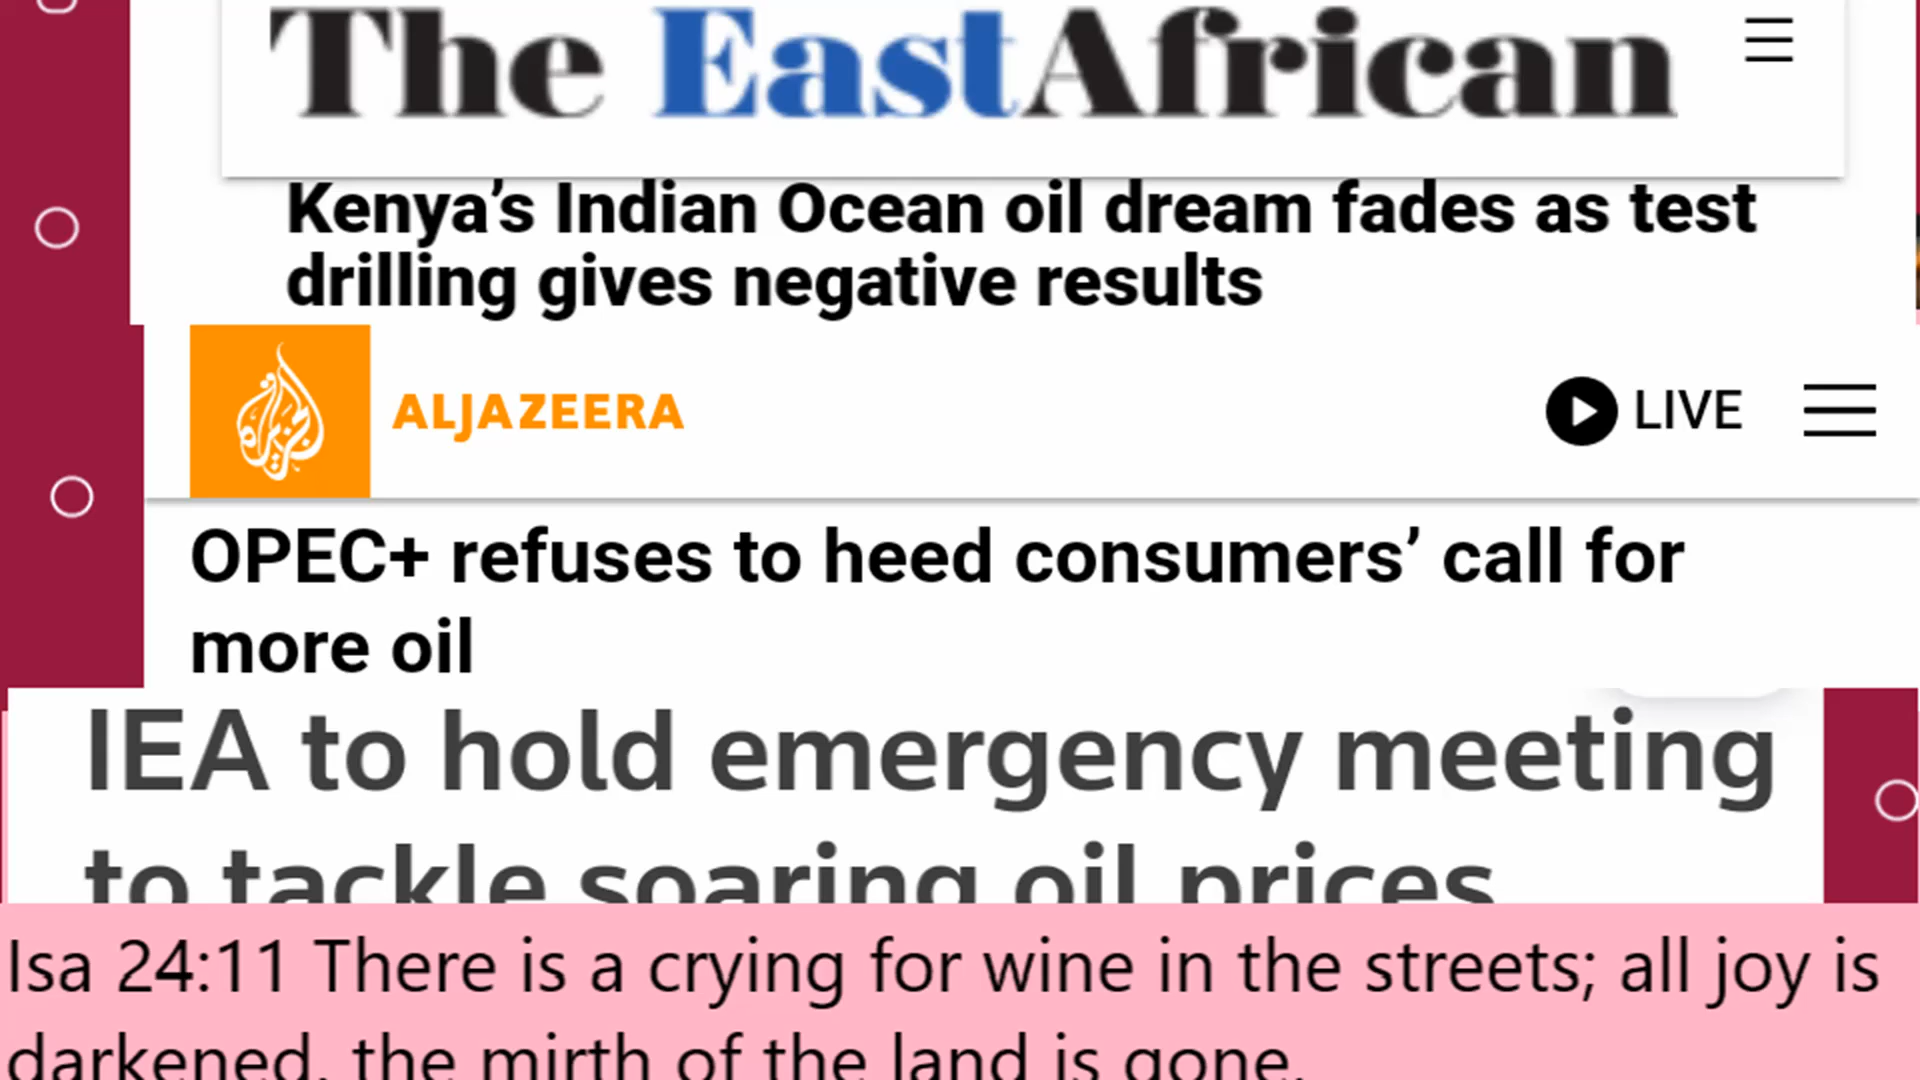 The EastAfrican
Kenya’s Indian Ocean oil dream fades as test
drilling gives negative results
ALJAZEERA
LIVE
OPEC+ refuses to heed consumers’ call for
more oil
IEA to hold emergency meeting
to tackle soaring oil prices
Isa 24:11 There is a crying for wine in the streets; all joy is
darkened, the mirth of the land is gone.